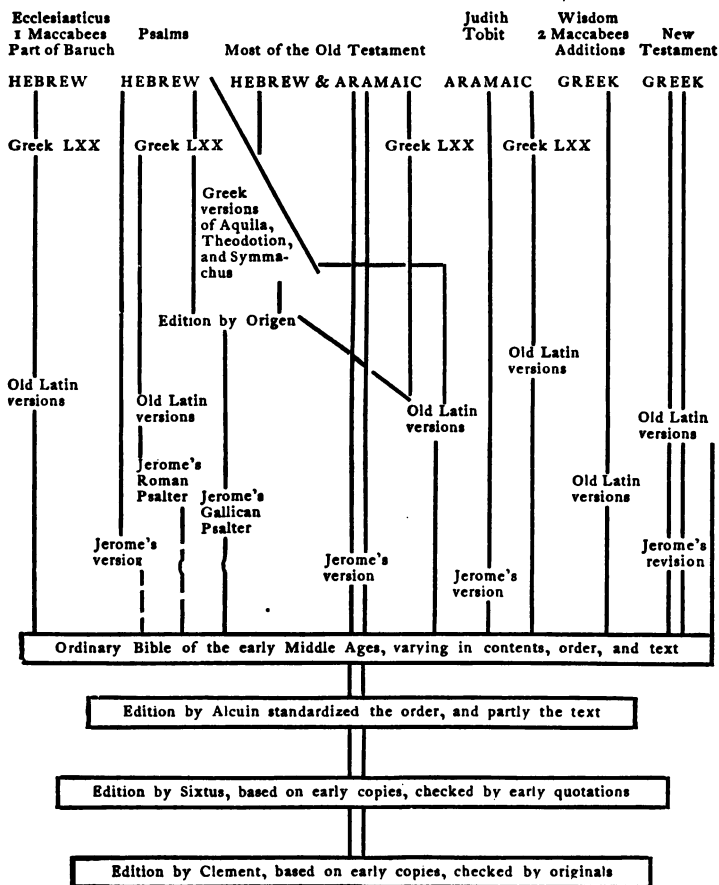 Ecclesiasticus
1 Maccabees
Part of Baruch
Psalms
Most of the Old Testament
Judith
Tobit
Wisdom
2 Maccabees
Additions
New
Testament
HEBREW HEBREW HEBREW & ARAMAIC ARAMAIC GREEK GREEK
Greek LXX Greek LXX Greek LXX Greek LXX
Greek
versions
of Aquila,
Theodotion,
and Symma-
chus
Edition by Origen
Old Latin
versions
Old Latin
versions
Old Latin
versions
Old Latin
versions
Old Latin
versions
Jerome's
Roman
Psalter
Jerome's
Gallican
Psalter
Old Latin
versions
Jerome's
version
Jerome's
version
Jerome's
version
Jerome's
revision
Ordinary Bible of the early Middle Ages, varying in contents, order, and text
Edition by Alcuin standardized the order, and partly the text
Edition by Sixtus, based on early copies, checked by early quotations
Edition by Clement, based on early copies, checked by originals